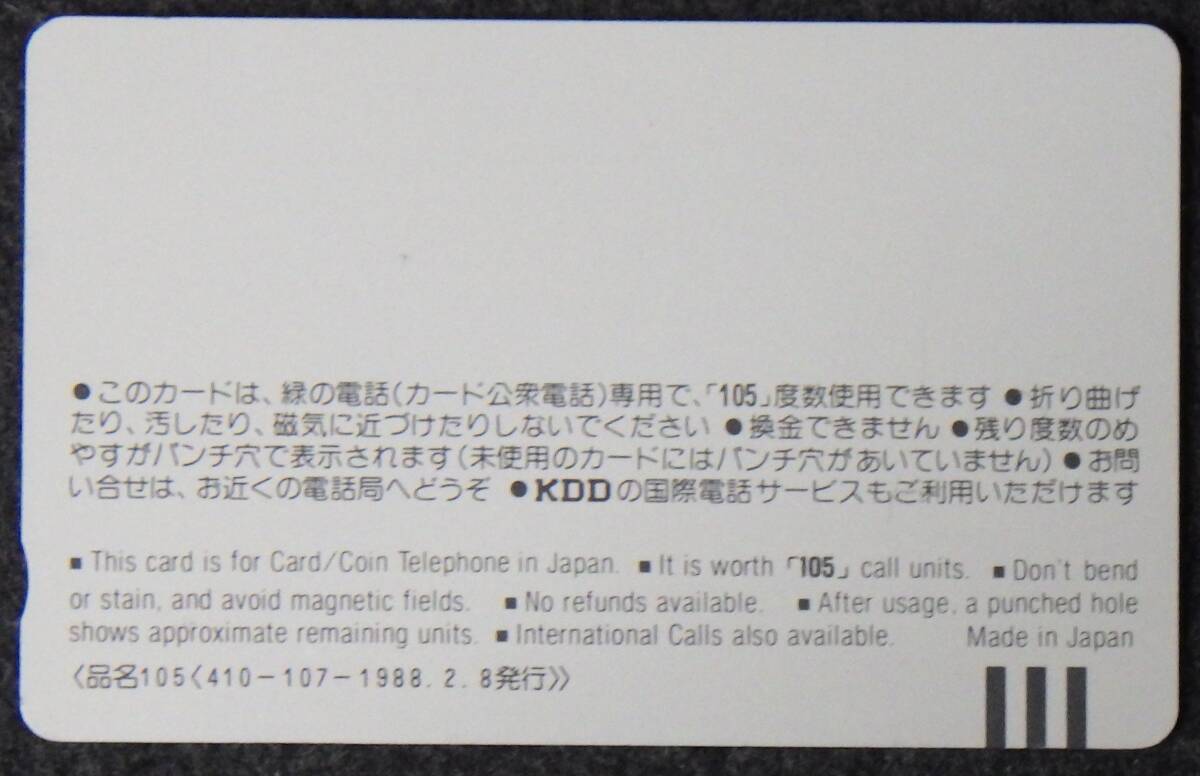 ●このカードは、緑の電話(カード公衆電話)専用で、「105」度数使用できます ●折り曲げ
たり、汚したり、磁気に近づけたりしないでください ●換金できません ●残り度数のめ
やすがパンチ穴で表示されます(未使用のカードにはパンチ穴があいていません) ●お問
い合せは、お近くの電話局へどうぞ ●KDDの国際電話サービスもご利用いただけます
■ This card is for Card/Coin Telephone in Japan. ■ It is worth「105」call units. ■ Don't bend
or stain, and avoid magnetic fields. ■ No refunds available. ■ After usage, a punched hole
shows approximate remaining units. ■ International Calls also available. Made in Japan
〈品名105〈410-107-1988. 2. 8発行〉〉